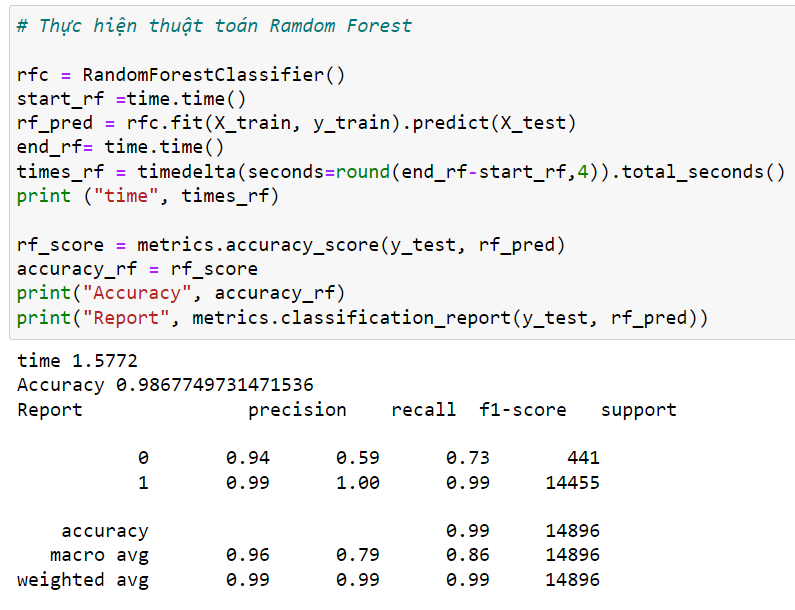 # Thực hiện thuật toán Ramdom Forest
rfc = RandomForestClassifier()
start_rf =time.time()
rf_pred = rfc.fit(X_train, y_train).predict(X_test)
end_rf= time.time()
times_rf = timedelta(seconds=round(end_rf-start_rf,4)).total_seconds()
print ("time", times_rf)
rf_score = metrics.accuracy_score(y_test, rf_pred)
accuracy_rf = rf_score
print("Accuracy", accuracy_rf)
print("Report", metrics.classification_report(y_test, rf_pred))
time 1.5772
Accuracy 0.9867749731471536
Report precision recall f1-score support
0 0.94 0.59 0.73 441
1 0.99 1.00 0.99 14455
accuracy 0.99 14896
macro avg 0.96 0.79 0.86 14896
weighted avg 0.99 0.99 0.99 14896